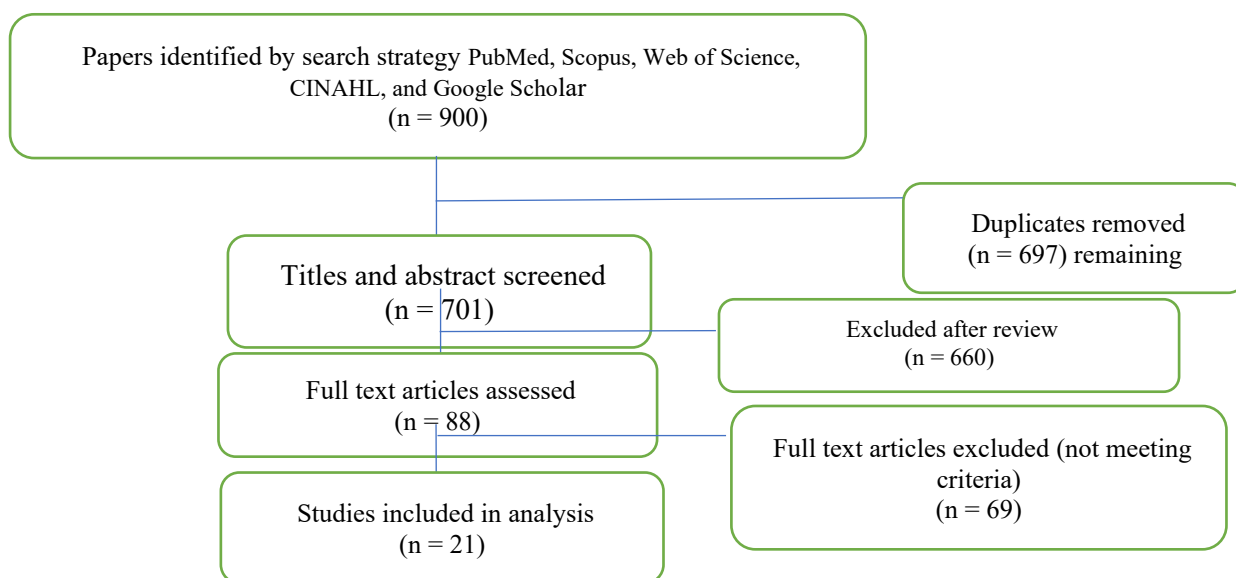 Papers identified by search strategy PubMed, Scopus, Web of Science,
CINAHL, and Google Scholar
(n = 900)
Duplicates removed
(n = 697) remaining
Titles and abstract screened
(n = 701)
Excluded after review
(n = 660)
Full text articles assessed
(n = 88)
Full text articles excluded (not meeting
criteria)
(n = 69)
Studies included in analysis
(n = 21)